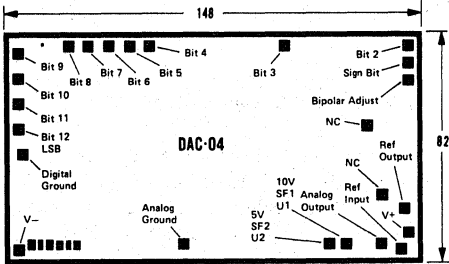 148
Bit 9
Bit 8
Bit 7
Bit 6
Bit 5
Bit 4
Bit 3
Bit 2
Sign Bit
Bipolar Adjust
Bit 10
Bit 11
Bit 12
LSB
DAC-04
NC
82
Digital
Ground
Ref
Output
NC
10V
SF1
U1
Analog
Output
Ref
Input
V+
5V
SF2
U2
Analog
Ground
V−